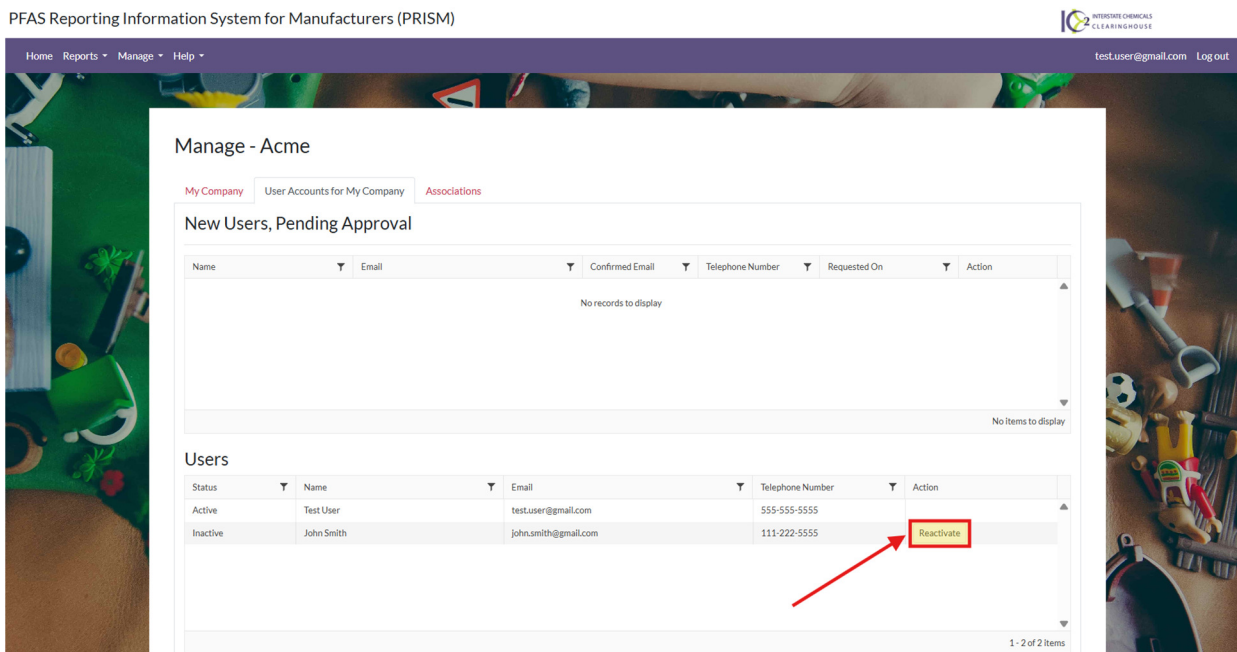 PFAS Reporting Information System for Manufacturers (PRISM)
IC2 INTERSTATE CHEMICALS CLEARINGHOUSE
Home Reports Manage Help test.user@gmail.com Log out
Manage - Acme
My Company User Accounts for My Company Associations
New Users, Pending Approval
Name Email Confirmed Email Telephone Number Requested On Action
No records to display
No items to display
Users
Status Name Email Telephone Number Action
Active Test User test.user@gmail.com 555-555-5555
Inactive John Smith john.smith@gmail.com 111-222-5555 Reactivate
1 - 2 of 2 items